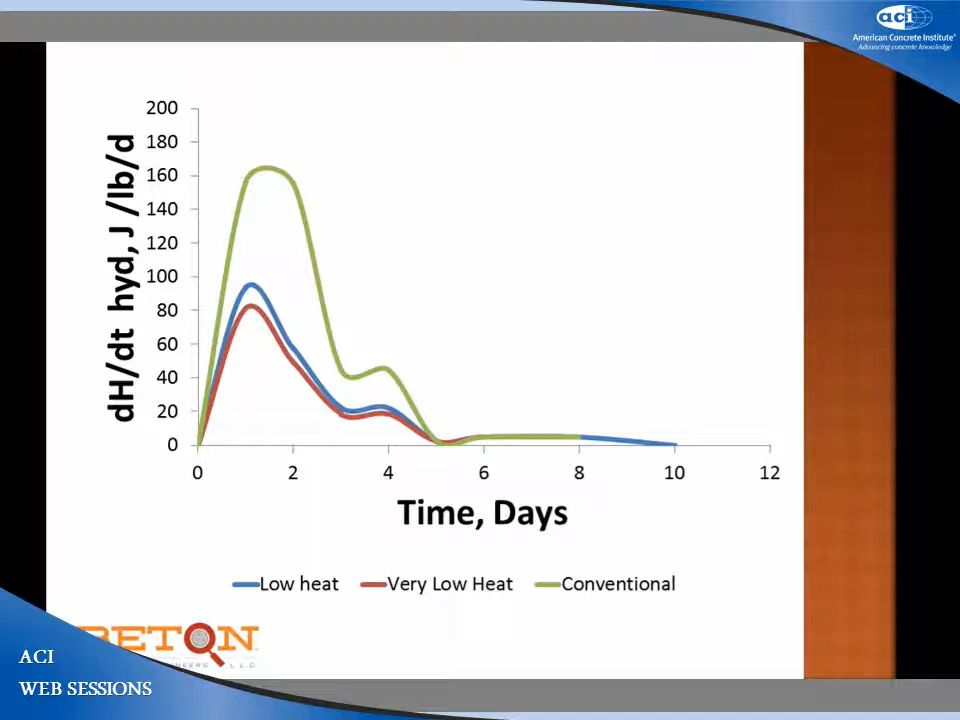 aci
American Concrete Institute®
Advancing concrete knowledge
200
180
160
140
120
100
80
60
40
20
0
dH/dt hyd, J /lb/d
0 2 4 6 8 10 12
Time, Days
Low heat Very Low Heat Conventional
BETON
L L C
ACI
WEB SESSIONS